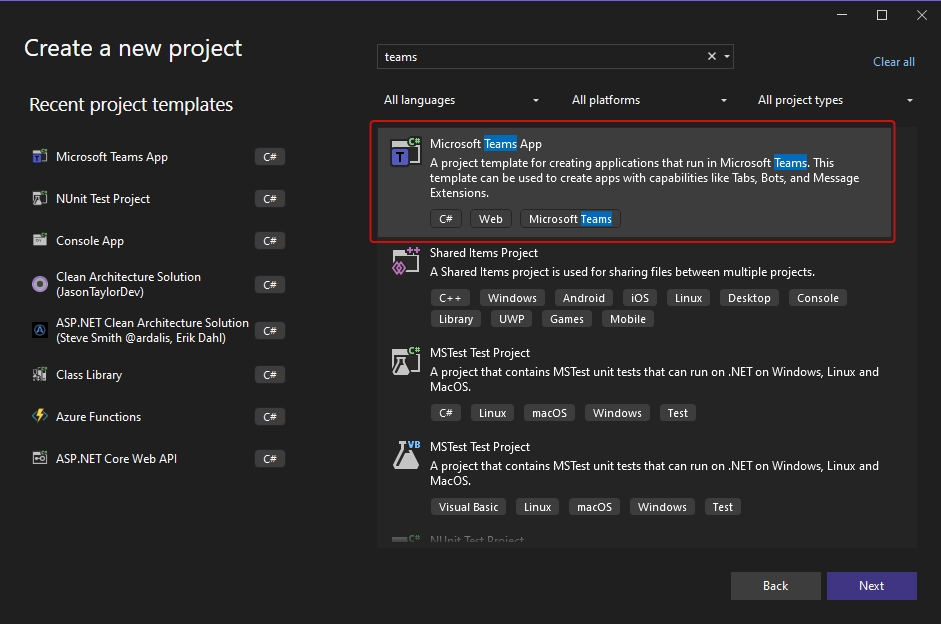 Create a new project
Recent project templates
Microsoft Teams App C#
NUnit Test Project C#
Console App C#
Clean Architecture Solution
(JasonTaylorDev) C#
ASP.NET Clean Architecture Solution
(Steve Smith @ardalis, Erik Dahl) C#
Class Library C#
Azure Functions C#
ASP.NET Core Web API C#
teams
Clear all
All languages All platforms All project types
C#
T
Microsoft Teams App
A project template for creating applications that run in Microsoft Teams. This
template can be used to create apps with capabilities like Tabs, Bots, and Message
Extensions.
C# Web Microsoft Teams
Shared Items Project
A Shared Items project is used for sharing files between multiple projects.
C++ Windows Android iOS Linux Desktop Console
Library UWP Games Mobile
C#
MSTest Test Project
A project that contains MSTest unit tests that can run on .NET on Windows, Linux and
MacOS.
C# Linux macOS Windows Test
VB
MSTest Test Project
A project that contains MSTest unit tests that can run on .NET on Windows, Linux and
MacOS.
Visual Basic Linux macOS Windows Test
C#
NUnit Test Project
Back Next